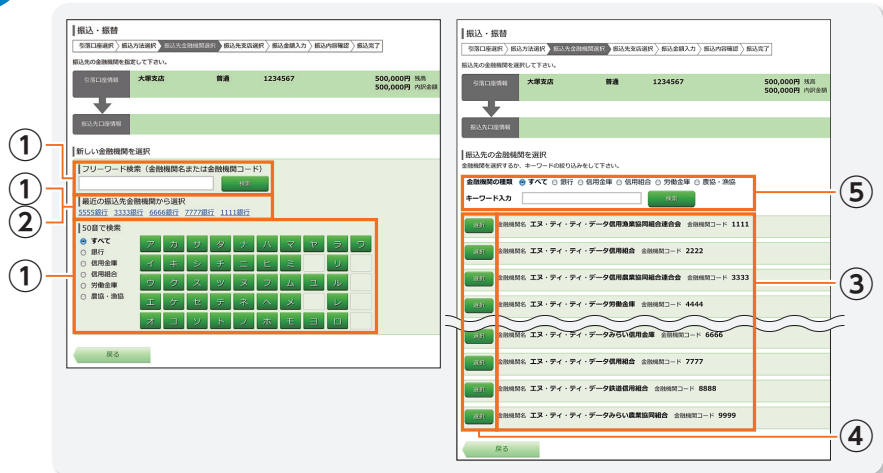 振込・振替
引落口座選択 振込方法選択 振込先金融機関選択 振込先支店選択 振込金額入力 振込内容確認 振込完了
振込先の金融機関を指定して下さい。
引落口座情報 大塚支店 普通 1234567 500,000円 残高
500,000円 内訳金額
振込先口座情報
新しい金融機関を選択
① フリーワード検索（金融機関名または金融機関コード）
検索
① 最近の振込先金融機関から選択
② 5555銀行 3333銀行 6666銀行 7777銀行 1111銀行
① 50音で検索
すべて
銀行
信用金庫
信用組合
労働金庫
農協・漁協
ア カ サ タ ナ ハ マ ヤ ラ ワ
イ キ シ チ ニ ヒ ミ リ
ウ ク ス ツ ヌ フ ム ユ ル
エ ケ セ テ ネ ヘ メ レ
オ コ ソ ト ノ ホ モ ヨ ロ
戻る
振込・振替
引落口座選択 振込方法選択 振込先金融機関選択 振込先支店選択 振込金額入力 振込内容確認 振込完了
振込先の金融機関を選択して下さい。
引落口座情報 大塚支店 普通 1234567 500,000円 残高
500,000円 内訳金額
振込先口座情報
振込先の金融機関を選択
金融機関を選択するか、キーワードの絞り込みをして下さい。
金融機関の種類 すべて 銀行 信用金庫 信用組合 労働金庫 農協・漁協
キーワード入力 検索
⑤
選択 金融機関名 エヌ・ティ・ティ・データ信用漁業協同組合連合会 金融機関コード 1111
選択 金融機関名 エヌ・ティ・ティ・データ信用組合 金融機関コード 2222
選択 金融機関名 エヌ・ティ・ティ・データ信用農業協同組合連合会 金融機関コード 3333
③
選択 金融機関名 エヌ・ティ・ティ・データ労働金庫 金融機関コード 4444
選択 金融機関名 エヌ・ティ・ティ・データみらい信用金庫 金融機関コード 6666
選択 金融機関名 エヌ・ティ・ティ・データ信用組合 金融機関コード 7777
選択 金融機関名 エヌ・ティ・ティ・データ鉄道信用組合 金融機関コード 8888
選択 金融機関名 エヌ・ティ・ティ・データみらい農業協同組合 金融機関コード 9999
④
戻る